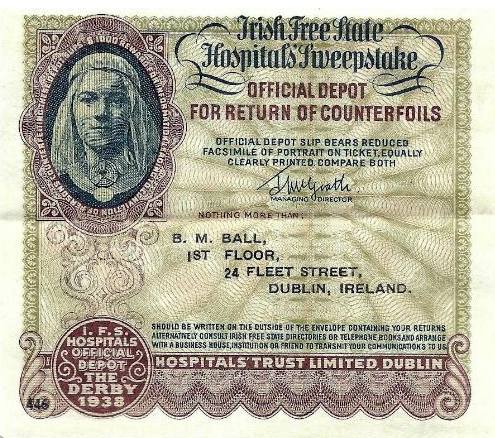 Irish Free State
Hospitals' Sweepstake
OFFICIAL DEPOT
FOR RETURN OF COUNTERFOILS
OFFICIAL DEPOT SLIP BEARS REDUCED
FACSIMILE OF PORTRAIT ON TICKET, EQUALLY
CLEARLY PRINTED. COMPARE BOTH
MANAGING DIRECTOR
NOTHING MORE THAN:
B. M. BALL,
1ST FLOOR,
24 FLEET STREET,
DUBLIN, IRELAND.
SHOULD BE WRITTEN ON THE OUTSIDE OF THE ENVELOPE CONTAINING YOUR RETURNS
ALTERNATIVELY CONSULT IRISH FREE STATE DIRECTORIES OR TELEPHONE BOOKS AND ARRANGE
WITH A BUSINESS HOUSE, INSTITUTION OR FRIEND TO TRANSMIT YOUR COMMUNICATIONS TO US
HOSPITALS TRUST LIMITED DUBLIN
I.F.S.
HOSPITALS
OFFICIAL
DEPOT
THE
DERBY
1938